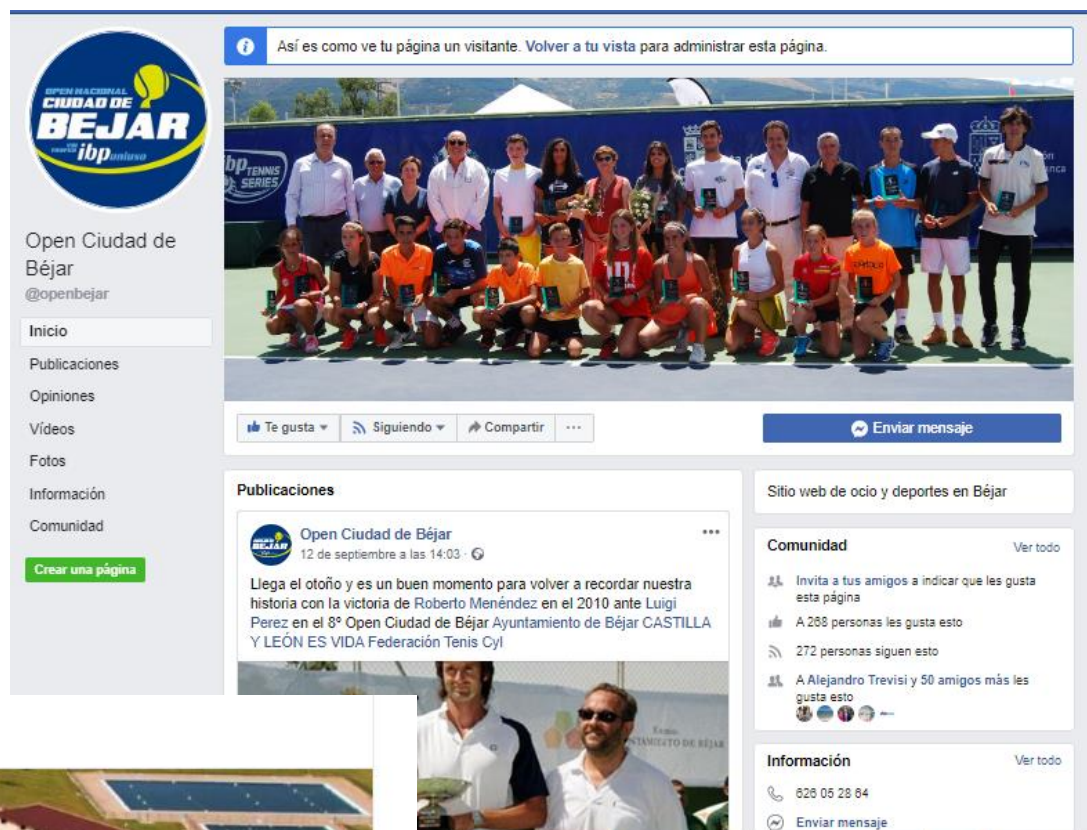 Así es como ve tu página un visitante. Volver a tu vista para administrar esta página.
OPEN NACIONAL
CIUDAD DE
BEJAR
ibp uniuso
ibp TENNIS
SERIES
Open Ciudad de
Béjar
@openbejar
Inicio
Publicaciones
Opiniones
Vídeos
Fotos
Información
Comunidad
Crear una página
Te gusta
Siguiendo
Compartir
Enviar mensaje
Publicaciones
Open Ciudad de Béjar
12 de septiembre a las 14:03
Llega el otoño y es un buen momento para volver a recordar nuestra
historia con la victoria de Roberto Menéndez en el 2010 ante Luigi
Perez en el 8º Open Ciudad de Béjar Ayuntamiento de Béjar CASTILLA
Y LEÓN ES VIDA Federación Tenis Cyl
Sitio web de ocio y deportes en Béjar
Comunidad
Ver todo
Invita a tus amigos a indicar que les gusta
esta página
A 268 personas les gusta esto
272 personas siguen esto
A Alejandro Trevisi y 50 amigos más les
gusta esto
Información
Ver todo
626 05 28 64
Enviar mensaje